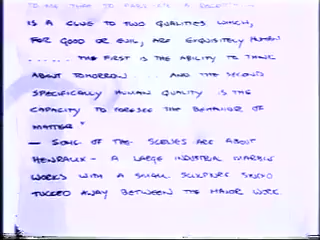 IS A CLUE TO TWO QUALITIES WHICH,
FOR GOOD OR EVIL, ARE EXQUISITELY HUMAN
...... THE FIRST IS THE ABILITY TO THINK
ABOUT TOMORROW ... AND THE SECOND
SPECIFICALLY HUMAN QUALITY IS THE
CAPACITY TO FORESEE THE BEHAVIOR OF
MATTER"
— SOME OF THE SCENES ARE ABOUT
HENRAUX - A LARGE INDUSTRIAL MARBLE
WORKS WITH A SMALL SCULPTURE STUDIO
TUCKED AWAY BETWEEN THE MAJOR WORK.